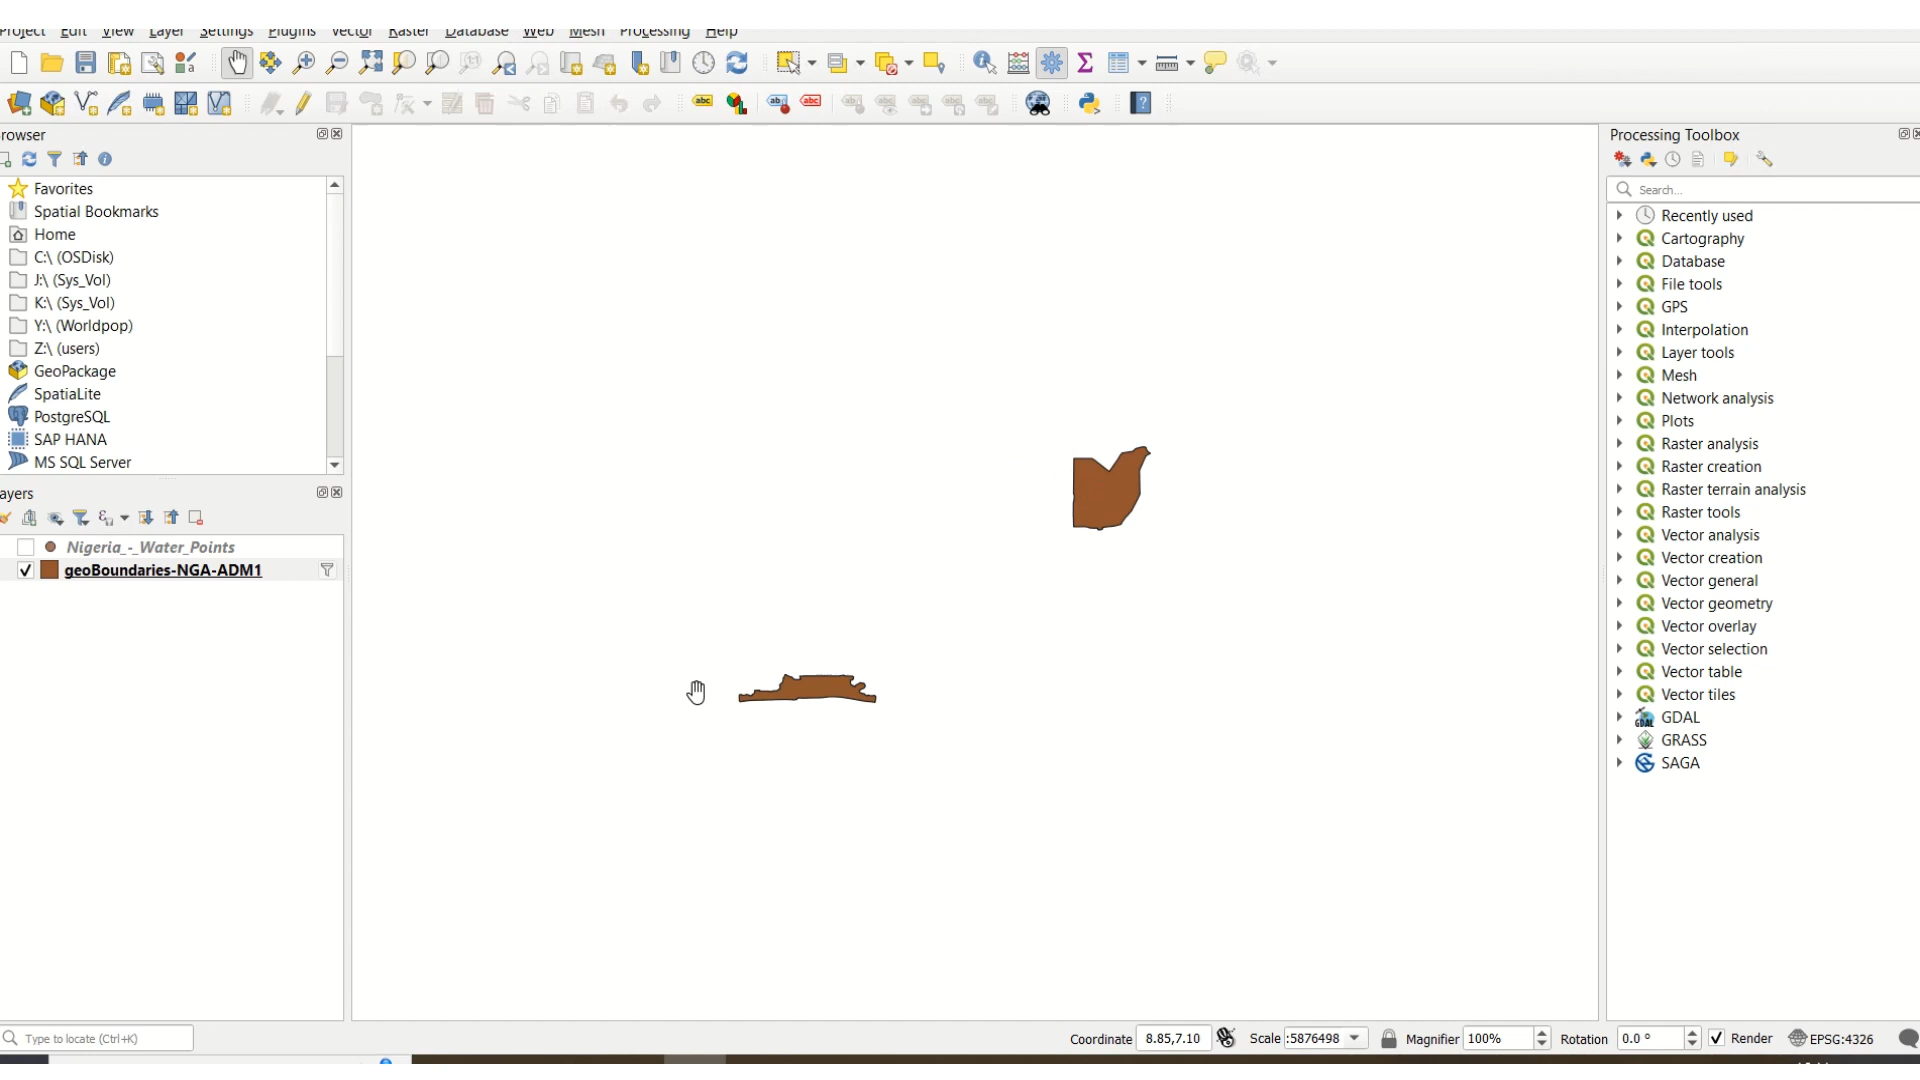 Project Edit View Layer Settings Plugins Vector Raster Database Web Mesh Processing Help
abc abc
ab abc
rowser
Favorites
Spatial Bookmarks
Home
C:\ (OSDisk)
J:\ (Sys_Vol)
K:\ (Sys_Vol)
Y:\ (Worldpop)
Z:\ (users)
GeoPackage
SpatiaLite
PostgreSQL
SAP HANA
MS SQL Server
ayers
Nigeria_-_Water_Points
geoBoundaries-NGA-ADM1
Processing Toolbox
Search...
Recently used
Cartography
Database
File tools
GPS
Interpolation
Layer tools
Mesh
Network analysis
Plots
Raster analysis
Raster creation
Raster terrain analysis
Raster tools
Vector analysis
Vector creation
Vector general
Vector geometry
Vector overlay
Vector selection
Vector table
Vector tiles
GDAL
GRASS
SAGA
Type to locate (Ctrl+K)
Coordinate 8.85,7.10 Scale :5876498 Magnifier 100% Rotation 0.0 ° Render EPSG:4326